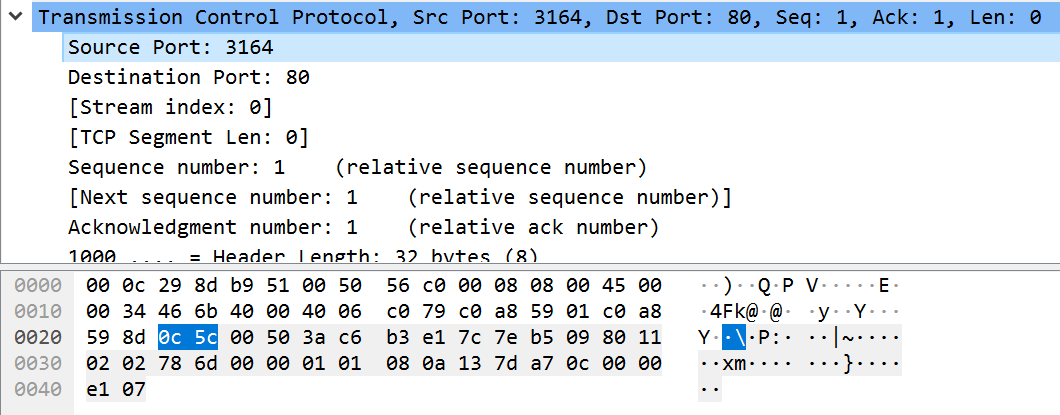 Transmission Control Protocol, Src Port: 3164, Dst Port: 80, Seq: 1, Ack: 1, Len: 0
Source Port: 3164
Destination Port: 80
[Stream index: 0]
[TCP Segment Len: 0]
Sequence number: 1    (relative sequence number)
[Next sequence number: 1    (relative sequence number)]
Acknowledgment number: 1    (relative ack number)
1000 .... = Header Length: 32 bytes (8)
0000  00 0c 29 8d b9 51 00 50  56 c0 00 08 08 00 45 00  ··)··Q·P V·····E·
0010  00 34 46 6b 40 00 40 06  c0 79 c0 a8 59 01 c0 a8  ·4Fk@·@· ·y··Y···
0020  59 8d 0c 5c 00 50 3a c6  b3 e1 7c 7e b5 09 80 11  Y··\·P:· ··|~····
0030  02 02 78 6d 00 00 01 01  08 0a 13 7d a7 0c 00 00  ··xm···· ···}····
0040  e1 07  ··